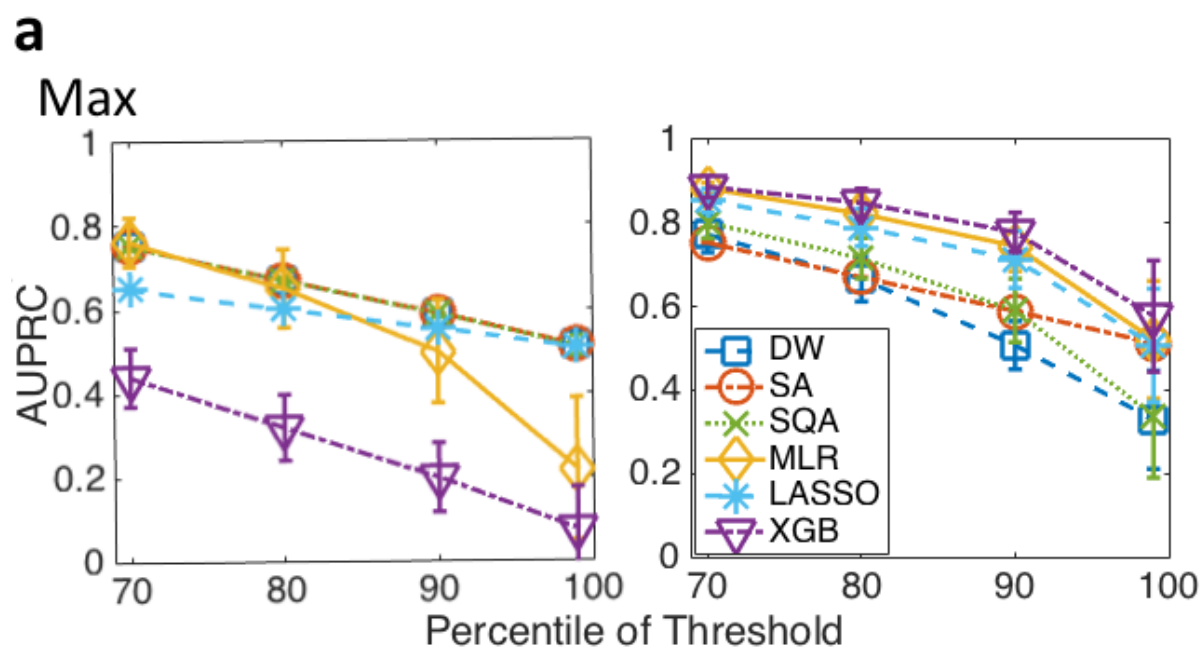 a
Max
AUPRC
1
0.8
0.6
0.4
0.2
0
70 80 90 100
1
0.8
0.6
0.4
0.2
0
70 80 90 100
DW
SA
SQA
MLR
LASSO
XGB
Percentile of Threshold